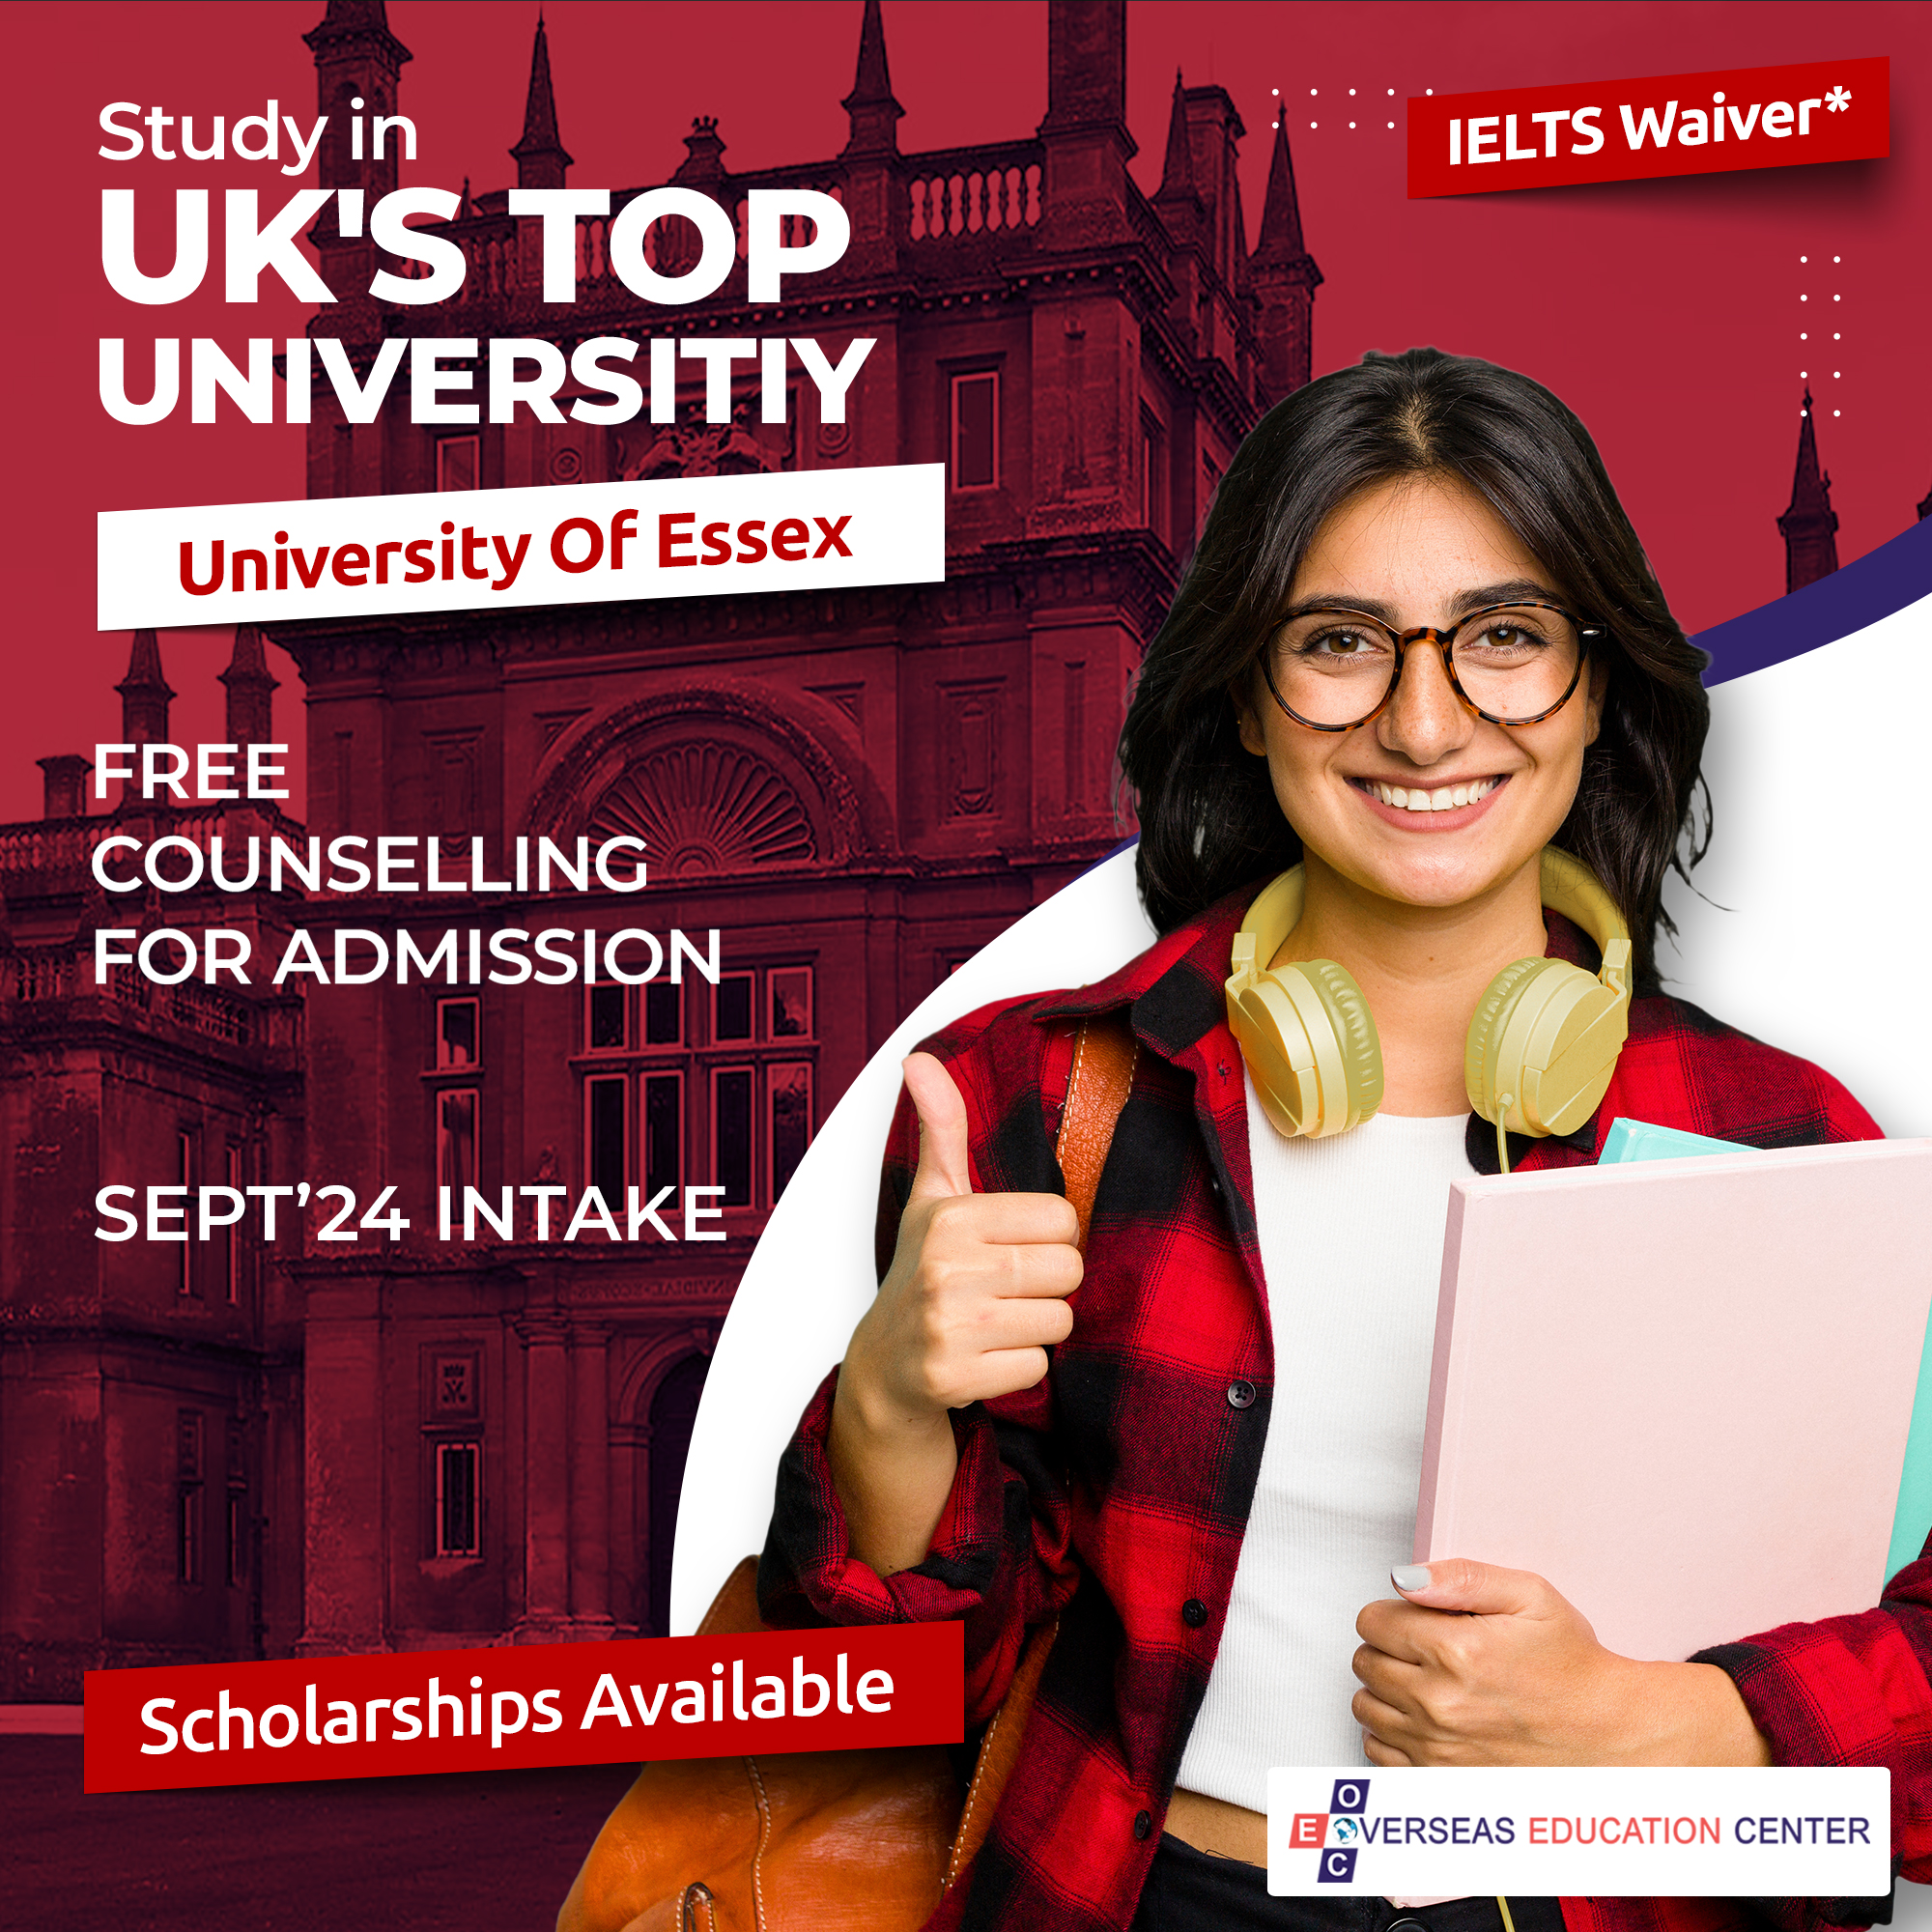 Study in
UK'S TOP
UNIVERSITIY
IELTS Waiver*
University Of Essex
FREE
COUNSELLING
FOR ADMISSION
SEPT’24 INTAKE
Scholarships Available
O
E OVERSEAS EDUCATION CENTER
C